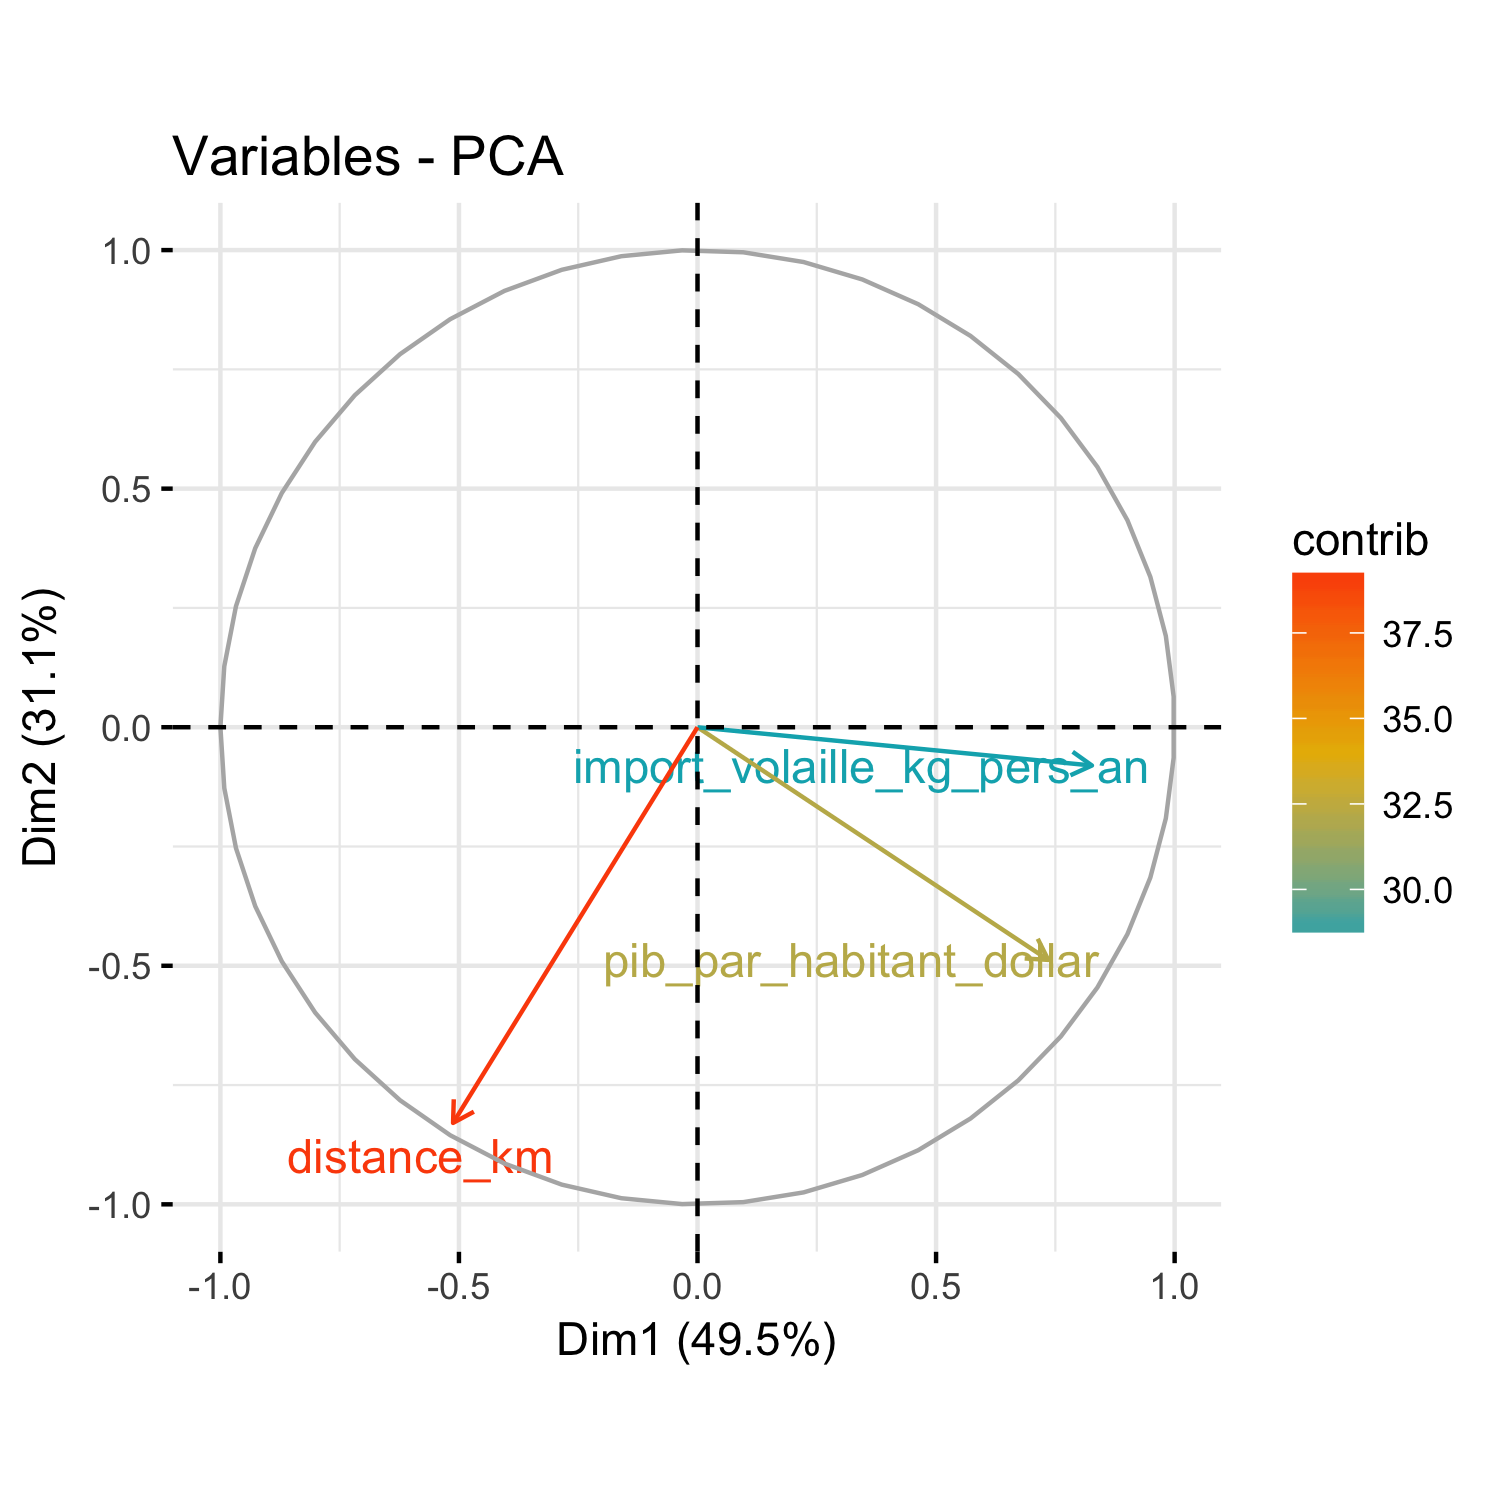 Variables - PCA
1.0
0.5
0.0
-0.5
-1.0
Dim2 (31.1%)
import_volaille_kg_pers_an
pib_par_habitant_dollar
distance_km
-1.0
-0.5
0.0
0.5
1.0
Dim1 (49.5%)
contrib
37.5
35.0
32.5
30.0